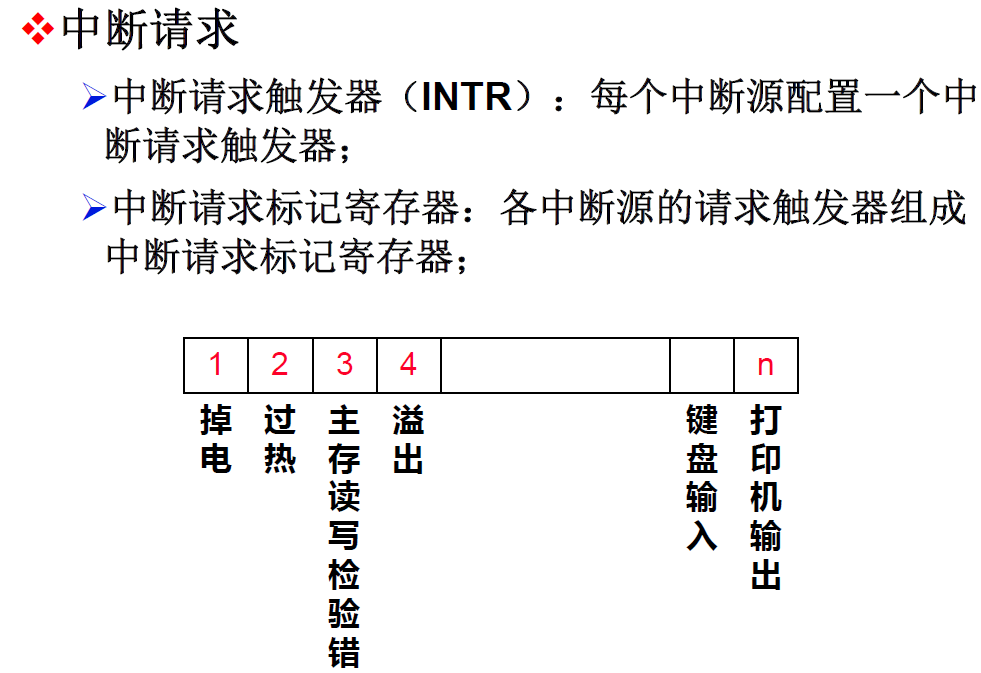 中断请求
中断请求触发器（INTR）：每个中断源配置一个中
断请求触发器；
中断请求标记寄存器：各中断源的请求触发器组成
中断请求标记寄存器；
1 2 3 4 n
掉电
过热
主存读写检验错
溢出
键盘输入
打印机输出